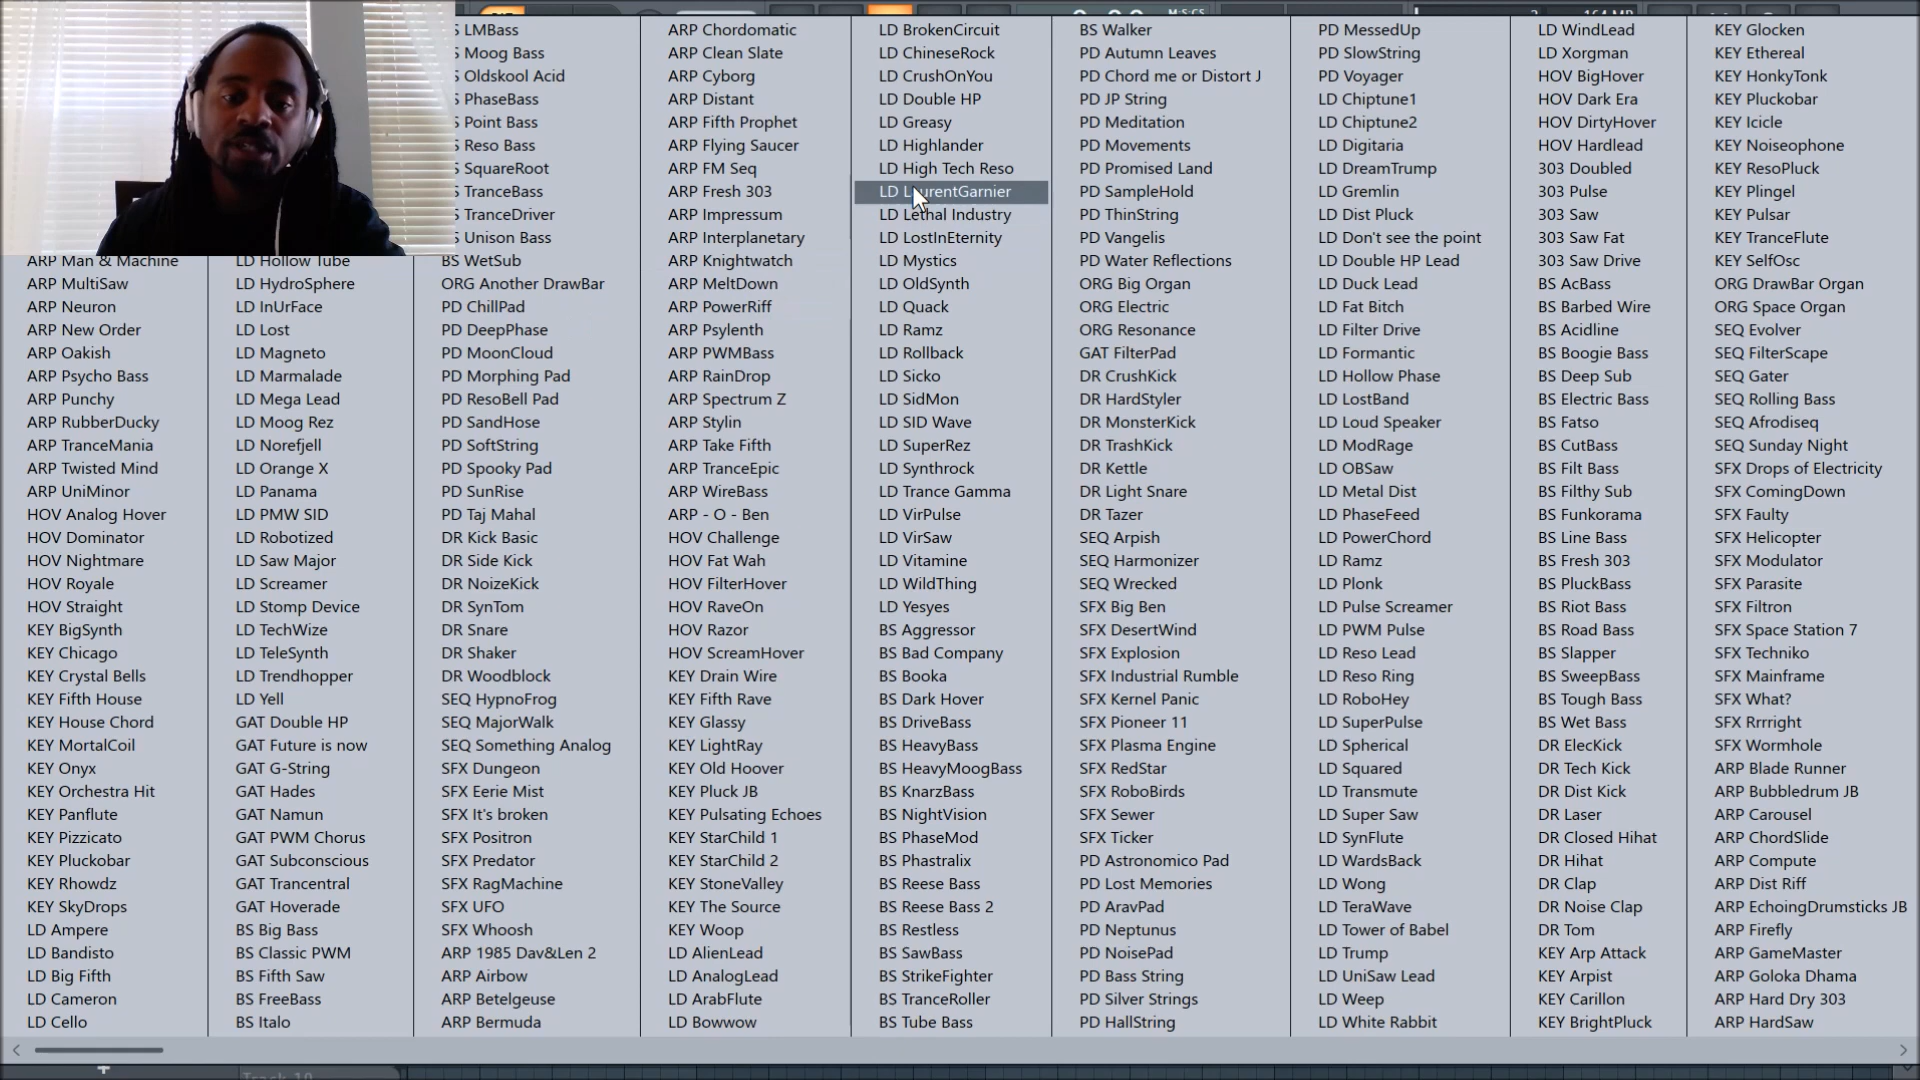 ARP Man & Machine
ARP MultiSaw
ARP Neuron
ARP New Order
ARP Oakish
ARP Psycho Bass
ARP Punchy
ARP RubberDucky
ARP TranceMania
ARP Twisted Mind
ARP UniMinor
HOV Analog Hover
HOV Dominator
HOV Nightmare
HOV Royale
HOV Straight
KEY BigSynth
KEY Chicago
KEY Crystal Bells
KEY Fifth House
KEY House Chord
KEY MortalCoil
KEY Onyx
KEY Orchestra Hit
KEY Panflute
KEY Pizzicato
KEY Pluckobar
KEY Rhowdz
KEY SkyDrops
LD Ampere
LD Bandisto
LD Big Fifth
LD Cameron
LD Cello
LD Hollow Tube
LD HydroSphere
LD InUrFace
LD Lost
LD Magneto
LD Marmalade
LD Mega Lead
LD Moog Rez
LD Norefjell
LD Orange X
LD Panama
LD PMW SID
LD Robotized
LD Saw Major
LD Screamer
LD Stomp Device
LD TechWize
LD TeleSynth
LD Trendhopper
LD Yell
GAT Double HP
GAT Future is now
GAT G-String
GAT Hades
GAT Namun
GAT PWM Chorus
GAT Subconscious
GAT Trancentral
GAT Hoverade
BS Big Bass
BS Classic PWM
BS Fifth Saw
BS FreeBass
BS Italo
S LMBass
S Moog Bass
S Oldskool Acid
S PhaseBass
S Point Bass
S Reso Bass
S SquareRoot
S TranceBass
S TranceDriver
S Unison Bass
BS WetSub
ORG Another DrawBar
PD ChillPad
PD DeepPhase
PD MoonCloud
PD Morphing Pad
PD ResoBell Pad
PD SandHose
PD SoftString
PD Spooky Pad
PD SunRise
PD Taj Mahal
DR Kick Basic
DR Side Kick
DR NoizeKick
DR SynTom
DR Snare
DR Shaker
DR Woodblock
SEQ HypnoFrog
SEQ MajorWalk
SEQ Something Analog
SFX Dungeon
SFX Eerie Mist
SFX It's broken
SFX Positron
SFX Predator
SFX RagMachine
SFX UFO
SFX Whoosh
ARP 1985 Dav&Len 2
ARP Airbow
ARP Betelgeuse
ARP Bermuda
ARP Chordomatic
ARP Clean Slate
ARP Cyborg
ARP Distant
ARP Fifth Prophet
ARP Flying Saucer
ARP FM Seq
ARP Fresh 303
ARP Impressum
ARP Interplanetary
ARP Knightwatch
ARP MeltDown
ARP PowerRiff
ARP Psylenth
ARP PWMBass
ARP RainDrop
ARP Spectrum Z
ARP Stylin
ARP Take Fifth
ARP TranceEpic
ARP WireBass
ARP - O - Ben
HOV Challenge
HOV Fat Wah
HOV FilterHover
HOV RaveOn
HOV Razor
HOV ScreamHover
KEY Drain Wire
KEY Fifth Rave
KEY Glassy
KEY LightRay
KEY Old Hoover
KEY Pluck JB
KEY Pulsating Echoes
KEY StarChild 1
KEY StarChild 2
KEY StoneValley
KEY The Source
KEY Woop
LD AlienLead
LD AnalogLead
LD ArabFlute
LD Bowwow
LD BrokenCircuit
LD ChineseRock
LD CrushOnYou
LD Double HP
LD Greasy
LD Highlander
LD High Tech Reso
LD LaurentGarnier
LD Lethal Industry
LD LostInEternity
LD Mystics
LD OldSynth
LD Quack
LD Ramz
LD Rollback
LD Sicko
LD SidMon
LD SID Wave
LD SuperRez
LD Synthrock
LD Trance Gamma
LD VirPulse
LD VirSaw
LD Vitamine
LD WildThing
LD Yesyes
BS Aggressor
BS Bad Company
BS Booka
BS Dark Hover
BS DriveBass
BS HeavyBass
BS HeavyMoogBass
BS KnarzBass
BS NightVision
BS PhaseMod
BS Phastralix
BS Reese Bass
BS Reese Bass 2
BS Restless
BS SawBass
BS StrikeFighter
BS TranceRoller
BS Tube Bass
BS Walker
PD Autumn Leaves
PD Chord me or Distort J
PD JP String
PD Meditation
PD Movements
PD Promised Land
PD SampleHold
PD ThinString
PD Vangelis
PD Water Reflections
ORG Big Organ
ORG Electric
ORG Resonance
GAT FilterPad
DR CrushKick
DR HardStyler
DR MonsterKick
DR TrashKick
DR Kettle
DR Light Snare
DR Tazer
SEQ Arpish
SEQ Harmonizer
SEQ Wrecked
SFX Big Ben
SFX DesertWind
SFX Explosion
SFX Industrial Rumble
SFX Kernel Panic
SFX Pioneer 11
SFX Plasma Engine
SFX RedStar
SFX RoboBirds
SFX Sewer
SFX Ticker
PD Astronomico Pad
PD Lost Memories
PD AravPad
PD Neptunus
PD NoisePad
PD Bass String
PD Silver Strings
PD HallString
PD MessedUp
PD SlowString
PD Voyager
LD Chiptune1
LD Chiptune2
LD Digitaria
LD DreamTrump
LD Gremlin
LD Dist Pluck
LD Don't see the point
LD Double HP Lead
LD Duck Lead
LD Fat Bitch
LD Filter Drive
LD Formantic
LD Hollow Phase
LD LostBand
LD Loud Speaker
LD ModRage
LD OBSaw
LD Metal Dist
LD PhaseFeed
LD PowerChord
LD Ramz
LD Plonk
LD Pulse Screamer
LD PWM Pulse
LD Reso Lead
LD Reso Ring
LD RoboHey
LD SuperPulse
LD Spherical
LD Squared
LD Transmute
LD Super Saw
LD SynFlute
LD WardsBack
LD Wong
LD TeraWave
LD Tower of Babel
LD Trump
LD UniSaw Lead
LD Weep
LD White Rabbit
LD WindLead
LD Xorgman
HOV BigHover
HOV Dark Era
HOV DirtyHover
HOV Hardlead
303 Doubled
303 Pulse
303 Saw
303 Saw Fat
303 Saw Drive
BS AcBass
BS Barbed Wire
BS Acidline
BS Boogie Bass
BS Deep Sub
BS Electric Bass
BS Fatso
BS CutBass
BS Filt Bass
BS Filthy Sub
BS Funkorama
BS Line Bass
BS Fresh 303
BS PluckBass
BS Riot Bass
BS Road Bass
BS Slapper
BS SweepBass
BS Tough Bass
BS Wet Bass
DR ElecKick
DR Tech Kick
DR Dist Kick
DR Laser
DR Closed Hihat
DR Hihat
DR Clap
DR Noise Clap
DR Tom
KEY Arp Attack
KEY Arpist
KEY Carillon
KEY BrightPluck
KEY Glocken
KEY Ethereal
KEY HonkyTonk
KEY Pluckobar
KEY Icicle
KEY Noiseophone
KEY ResoPluck
KEY Plingel
KEY Pulsar
KEY TranceFlute
KEY SelfOsc
ORG DrawBar Organ
ORG Space Organ
SEQ Evolver
SEQ FilterScape
SEQ Gater
SEQ Rolling Bass
SEQ Afrodiseq
SEQ Sunday Night
SFX Drops of Electricity
SFX ComingDown
SFX Faulty
SFX Helicopter
SFX Modulator
SFX Parasite
SFX Filtron
SFX Space Station 7
SFX Techniko
SFX Mainframe
SFX What?
SFX Rrrright
SFX Wormhole
ARP Blade Runner
ARP Bubbledrum JB
ARP Carousel
ARP ChordSlide
ARP Compute
ARP Dist Riff
ARP EchoingDrumsticks JB
ARP Firefly
ARP GameMaster
ARP Goloka Dhama
ARP Hard Dry 303
ARP HardSaw